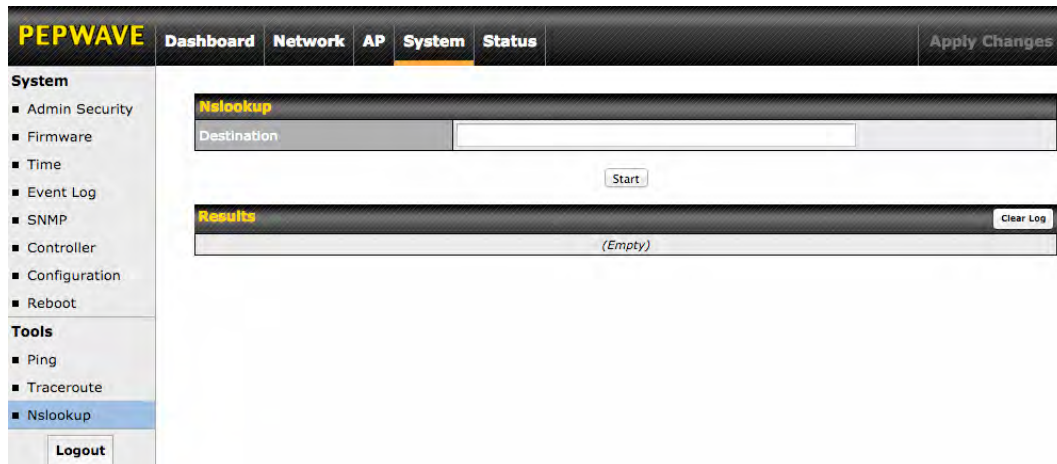 PEPWAVE
Dashboard Network AP System Status Apply Changes
System
Admin Security
Firmware
Time
Event Log
SNMP
Controller
Configuration
Reboot
Tools
Ping
Traceroute
Nslookup
Logout
Nslookup
Destination
Start
Results Clear Log
(Empty)